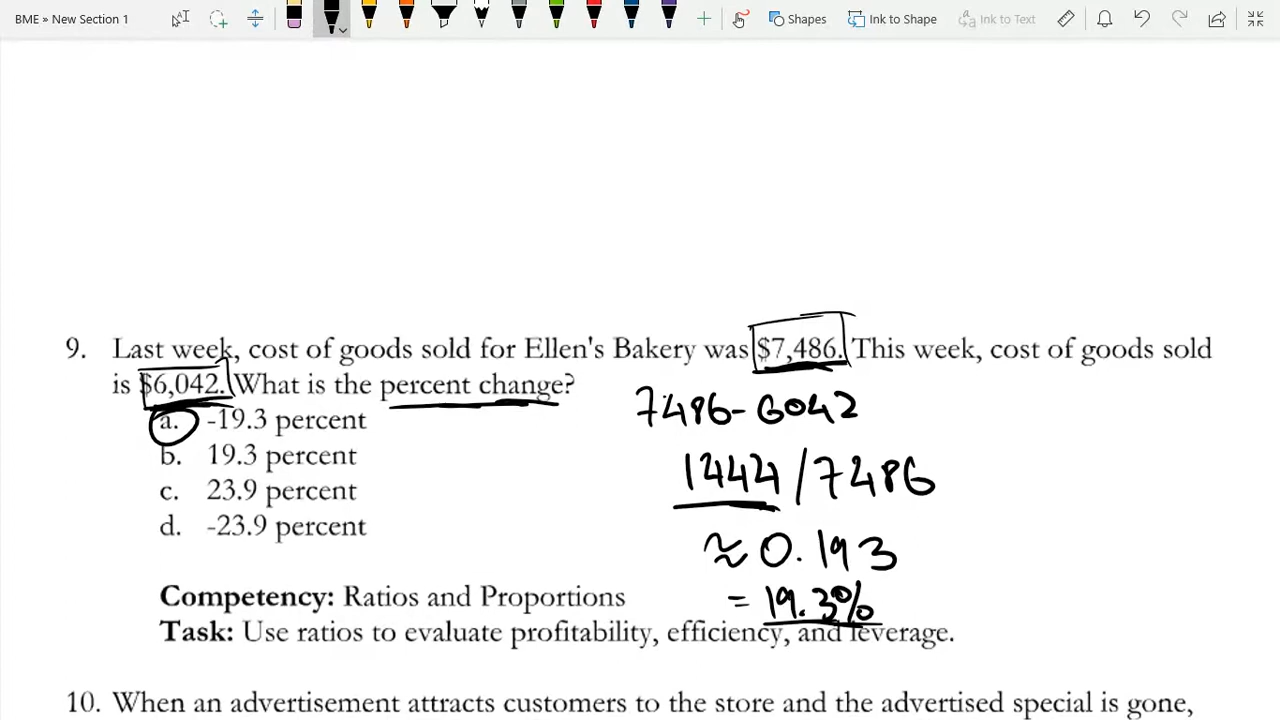 BME » New Section 1
Shapes
Ink to Shape
Ink to Text
9. Last week, cost of goods sold for Ellen's Bakery was $7,486. This week, cost of goods sold
is $6,042. What is the percent change?
7486-6042
a. -19.3 percent
b. 19.3 percent
1444/7486
c. 23.9 percent
d. -23.9 percent
≈ 0.193
Competency: Ratios and Proportions
= 19.3%
Task: Use ratios to evaluate profitability, efficiency, and leverage.
10. When an advertisement attracts customers to the store and the advertised special is gone,